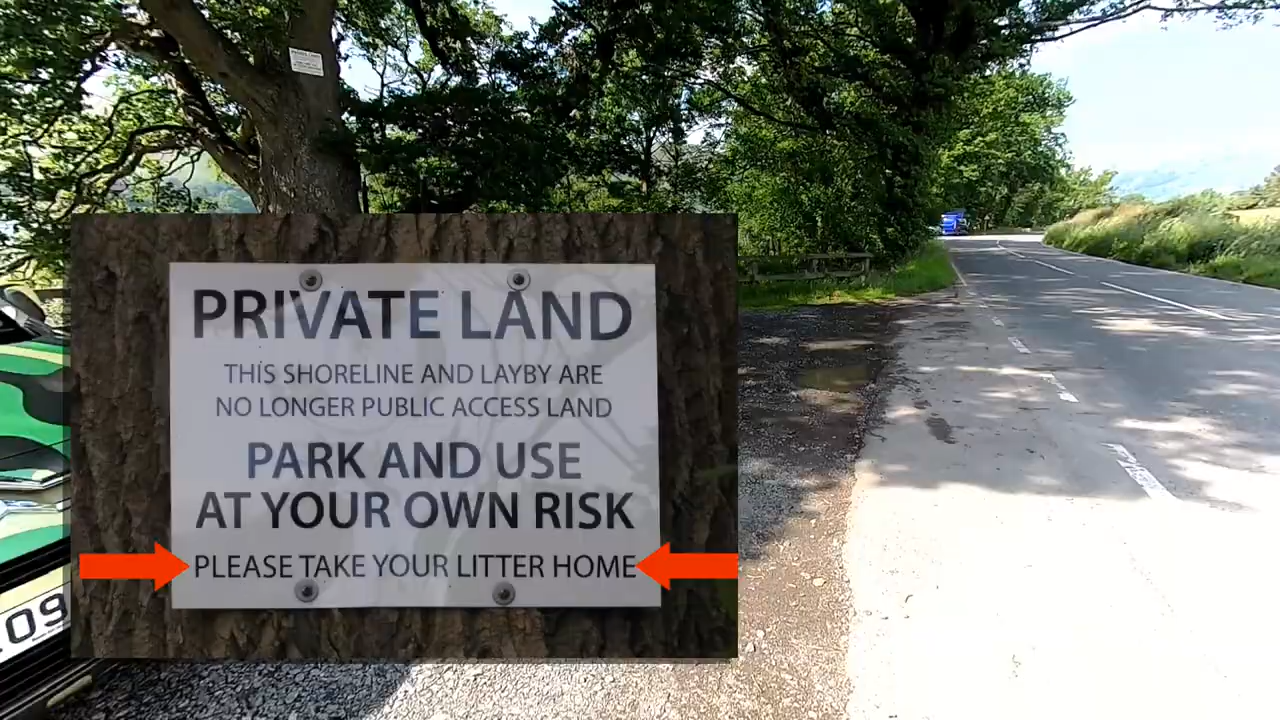 PRIVATE LAND
THIS SHORELINE AND LAYBY ARE
NO LONGER PUBLIC ACCESS LAND
PARK AND USE
AT YOUR OWN RISK
PLEASE TAKE YOUR LITTER HOME
09